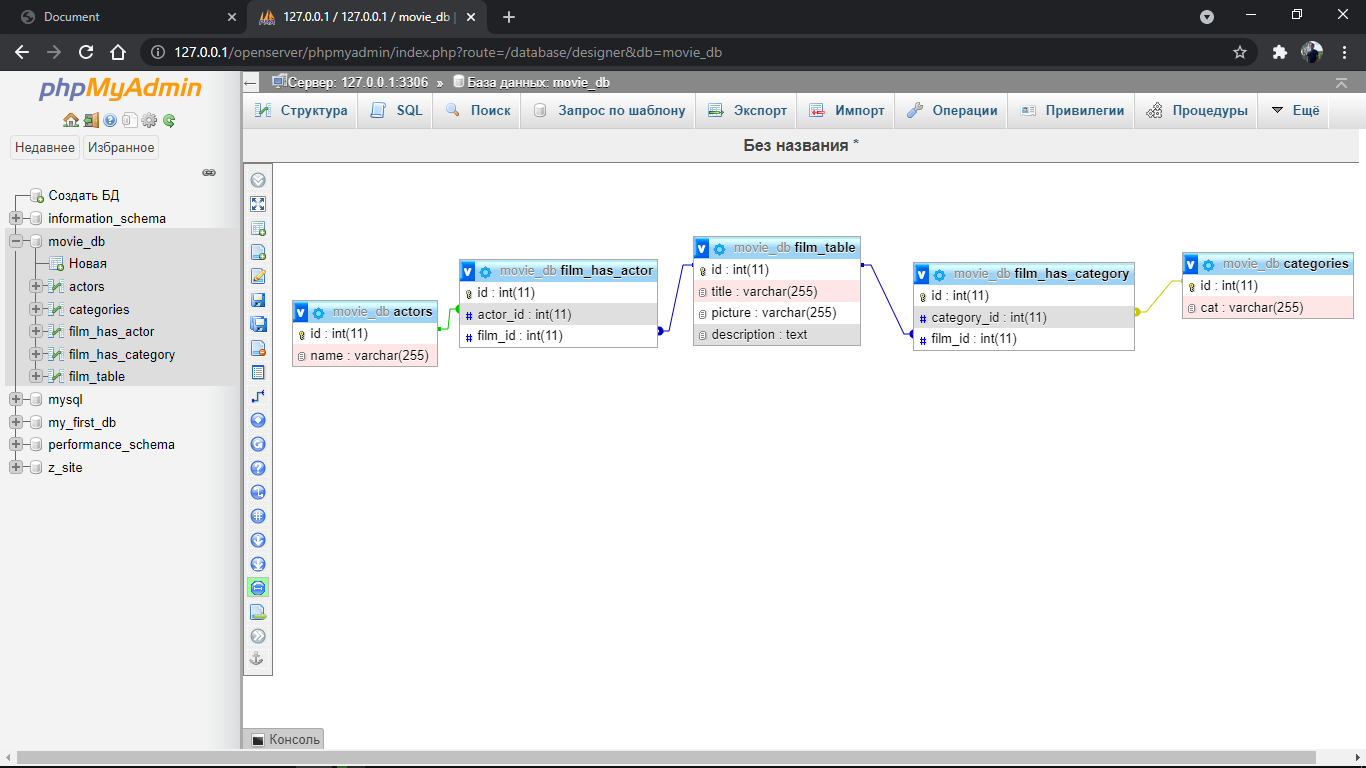 Document
127.0.0.1 / 127.0.0.1 / movie_db |
127.0.0.1/openserver/phpmyadmin/index.php?route=/database/designer&db=movie_db
phpMyAdmin
Недавнее Избранное
Создать БД
information_schema
movie_db
Новая
actors
categories
film_has_actor
film_has_category
film_table
mysql
my_first_db
performance_schema
z_site
Сервер: 127.0.0.1:3306 » База данных: movie_db
Структура SQL Поиск Запрос по шаблону Экспорт Импорт Операции Привилегии Процедуры Ещё
Без названия *
movie_db actors
id : int(11)
name : varchar(255)
movie_db film_has_actor
id : int(11)
actor_id : int(11)
film_id : int(11)
movie_db film_table
id : int(11)
title : varchar(255)
picture : varchar(255)
description : text
movie_db film_has_category
id : int(11)
category_id : int(11)
film_id : int(11)
movie_db categories
id : int(11)
cat : varchar(255)
Консоль